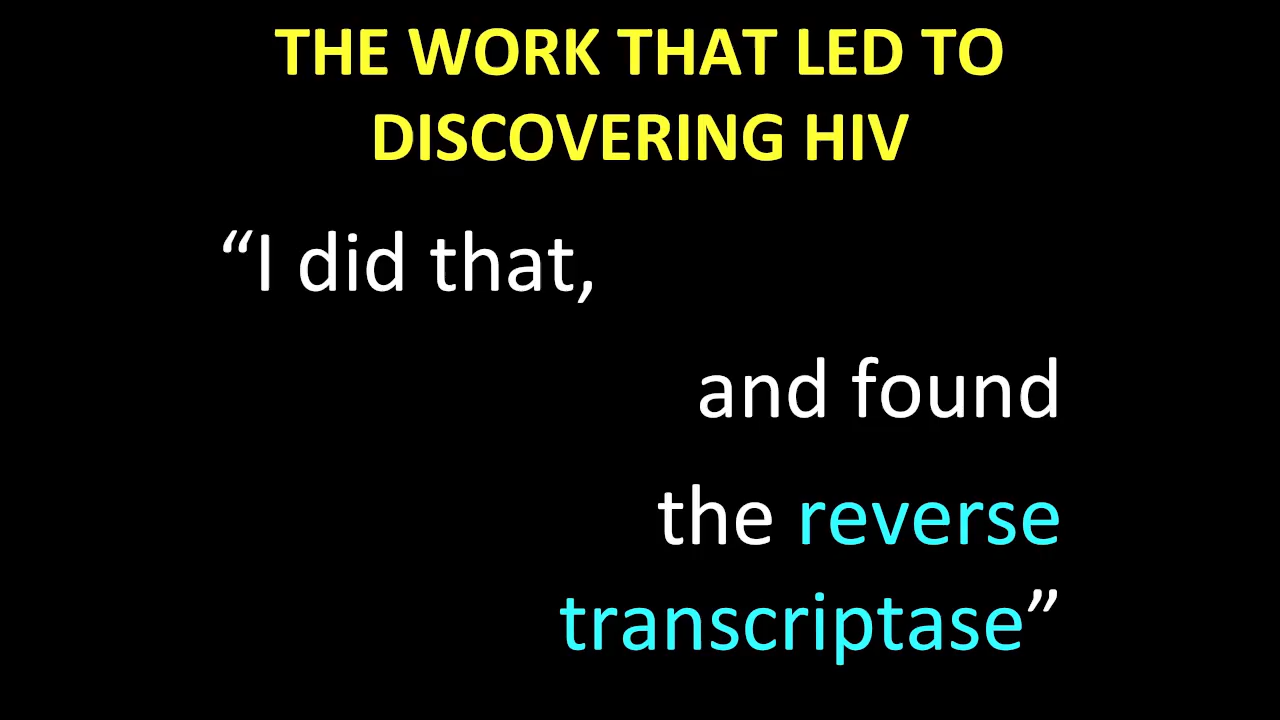 THE WORK THAT LED TO
DISCOVERING HIV
“I did that,
and found
the reverse
transcriptase”